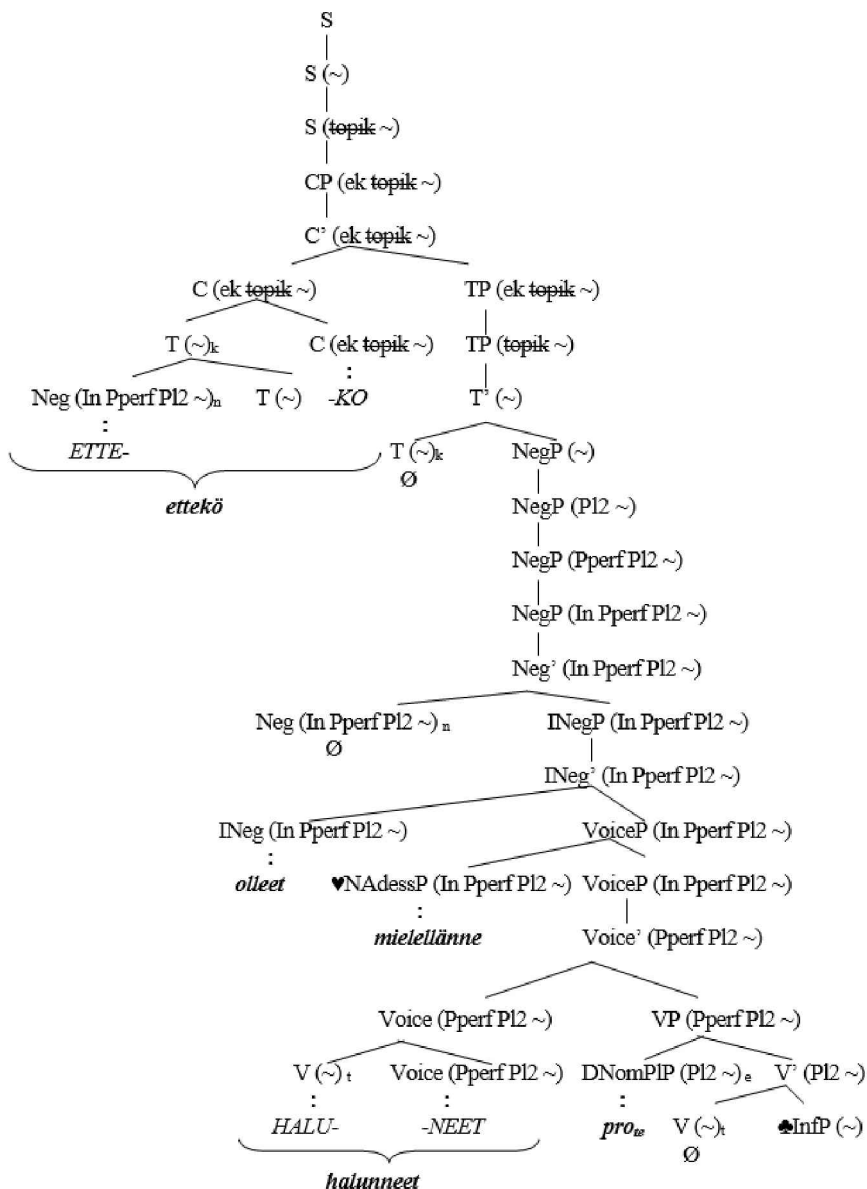 S
S (~)
S (topik ~)
CP (ek topik ~)
C’ (ek topik ~)
C (ek topik ~) TP (ek topik ~)
T (~)k C (ek topik ~) TP (topik ~)
:
Neg (In Pperf Pl2 ~)n T (~) -KO T’ (~)
:
ETTE- T (~)k NegP (~)
Ø
ettekö NegP (Pl2 ~)
NegP (Pperf Pl2 ~)
NegP (In Pperf Pl2 ~)
Neg’ (In Pperf Pl2 ~)
Neg (In Pperf Pl2 ~) n INegP (In Pperf Pl2 ~)
Ø
INeg’ (In Pperf Pl2 ~)
INeg (In Pperf Pl2 ~) VoiceP (In Pperf Pl2 ~)
:
olleet ♥NAdessP (In Pperf Pl2 ~) VoiceP (In Pperf Pl2 ~)
:
mielellänne Voice’ (Pperf Pl2 ~)
Voice (Pperf Pl2 ~) VP (Pperf Pl2 ~)
V (~) t Voice (Pperf Pl2 ~) DNomPlP (Pl2 ~) e V’ (Pl2 ~)
: : :
HALU- -NEET prote V (~)t ♣InfP (~)
Ø
halunneet